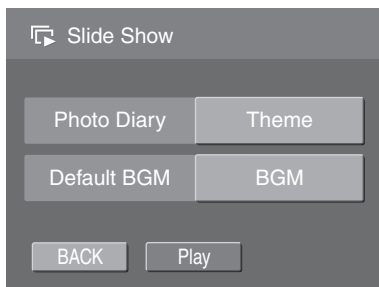 Slide Show
Photo Diary Theme
Default BGM BGM
BACK Play